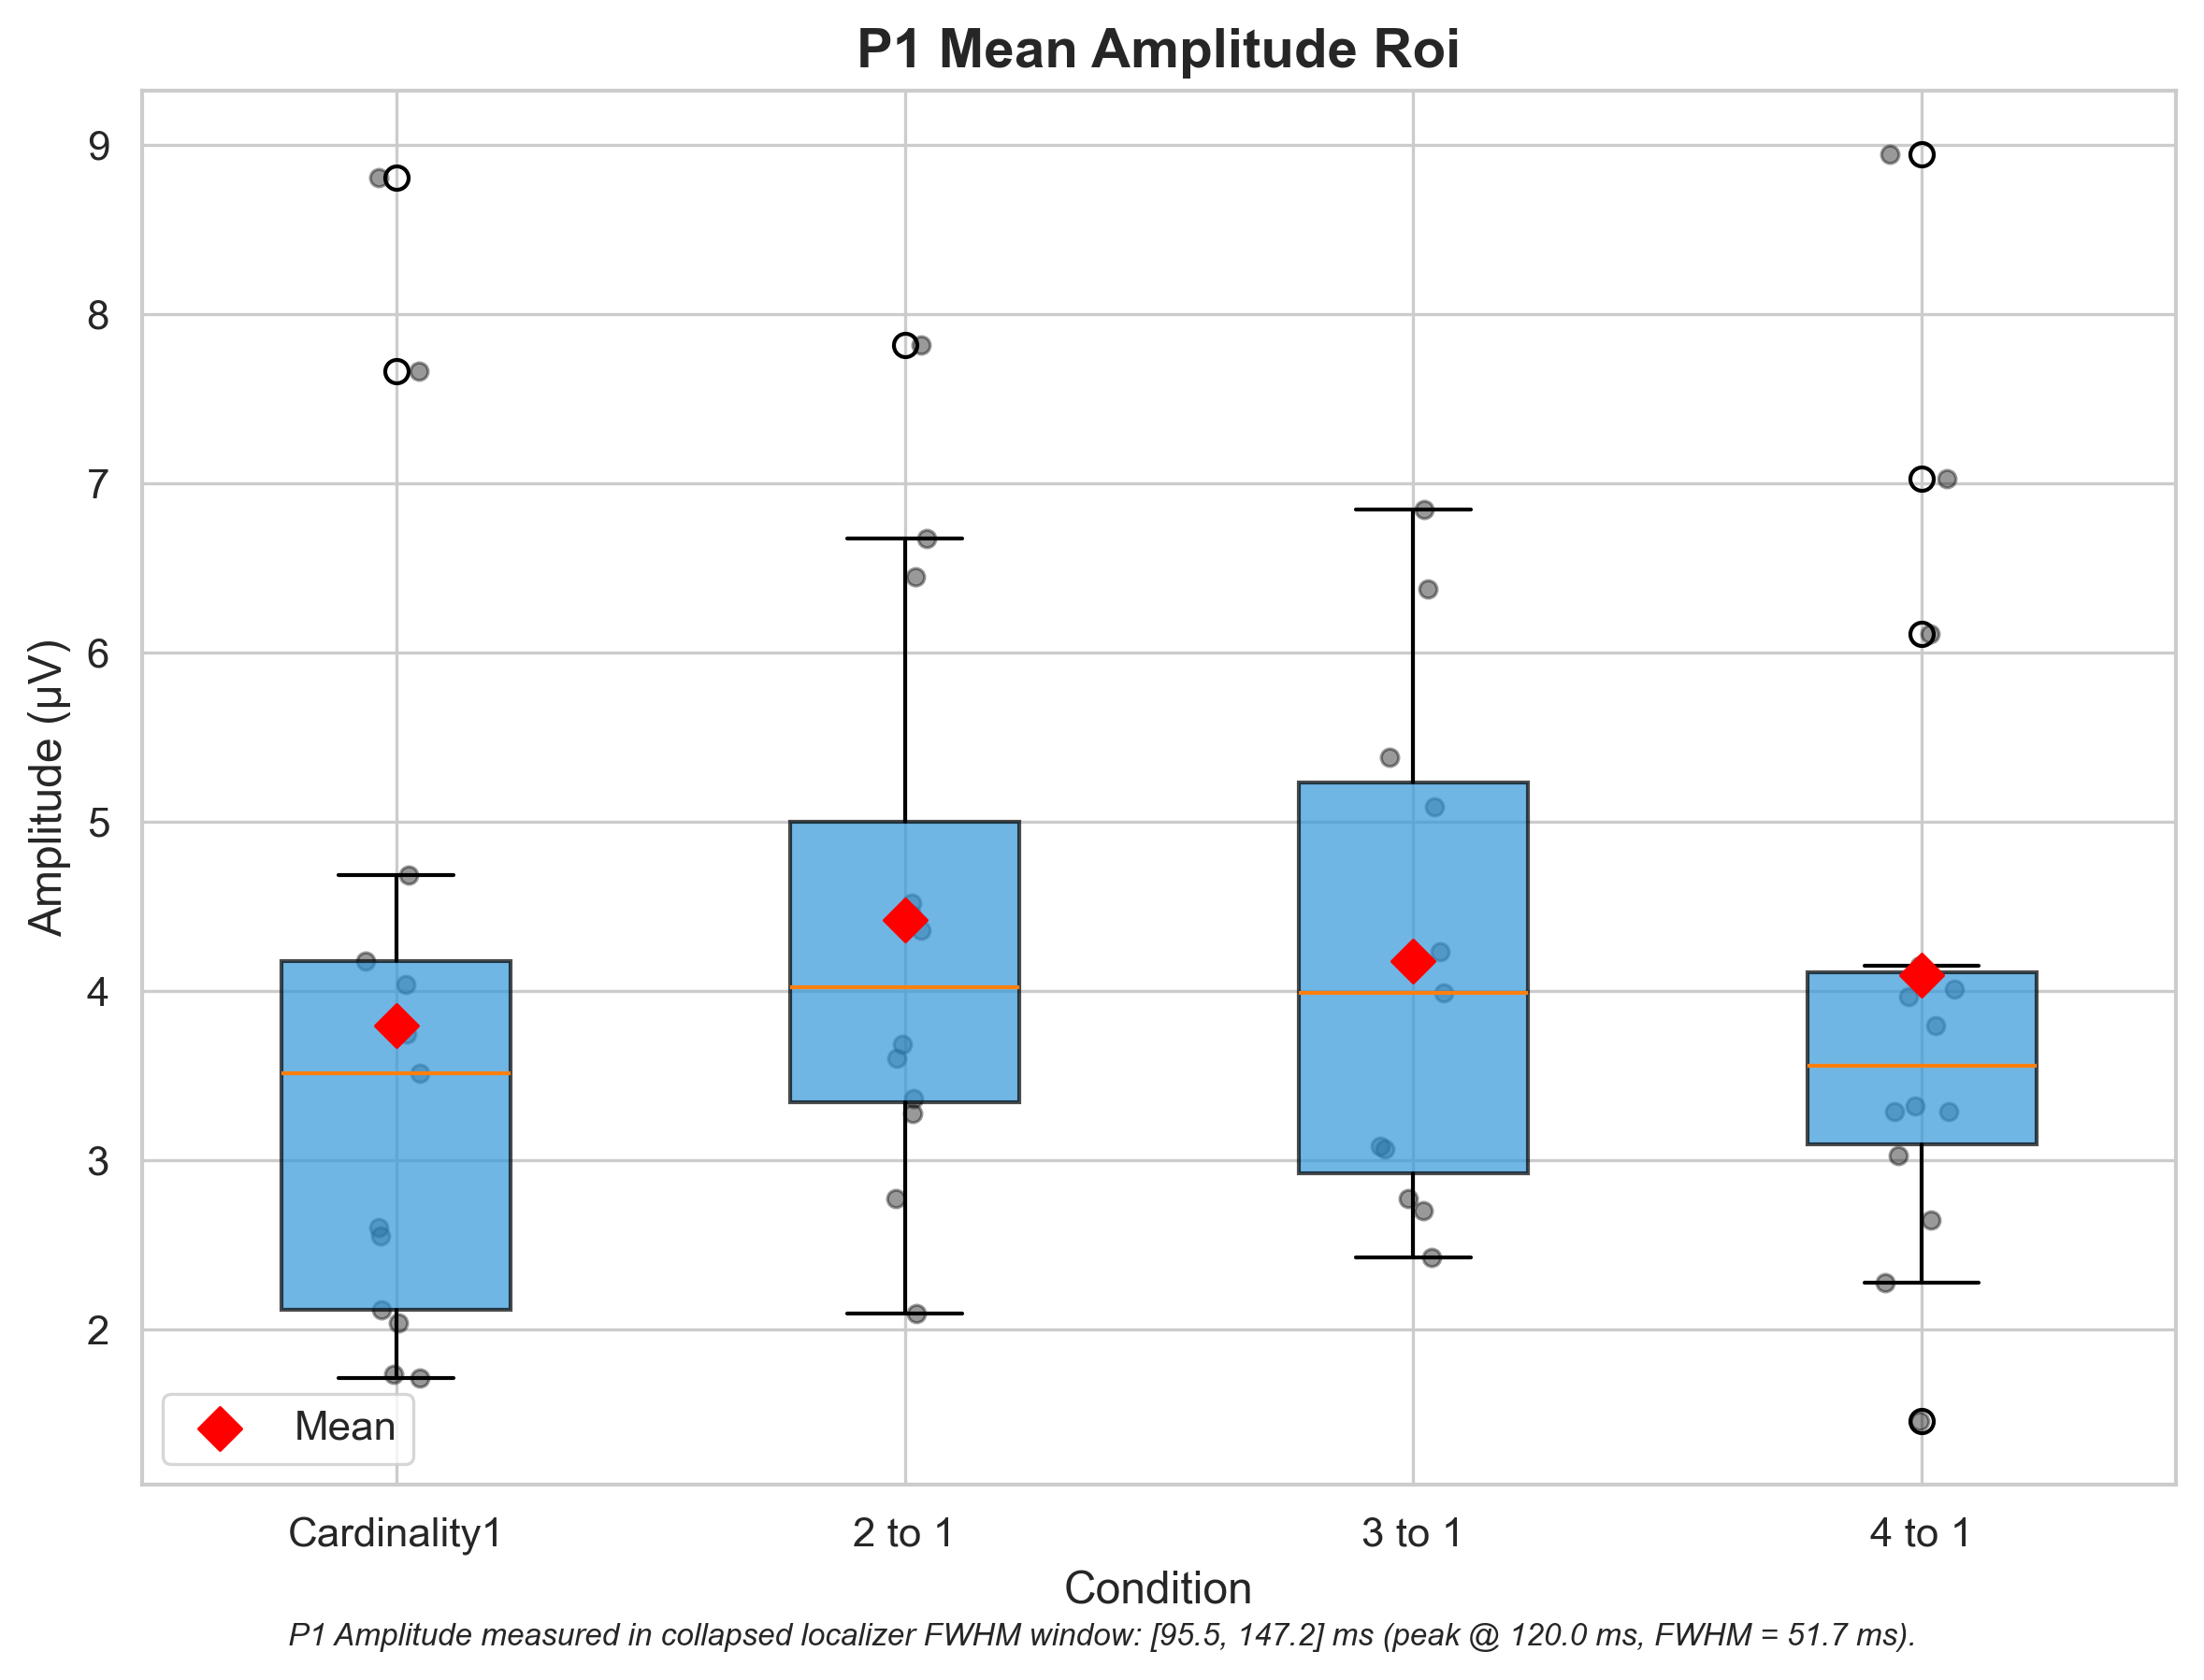 P1 Mean Amplitude Roi
9
8
7
6
5
4
3
2
Amplitude (µV)
Mean
Cardinality1
2 to 1
3 to 1
4 to 1
Condition
P1 Amplitude measured in collapsed localizer FWHM window: [95.5, 147.2] ms (peak @ 120.0 ms, FWHM = 51.7 ms).